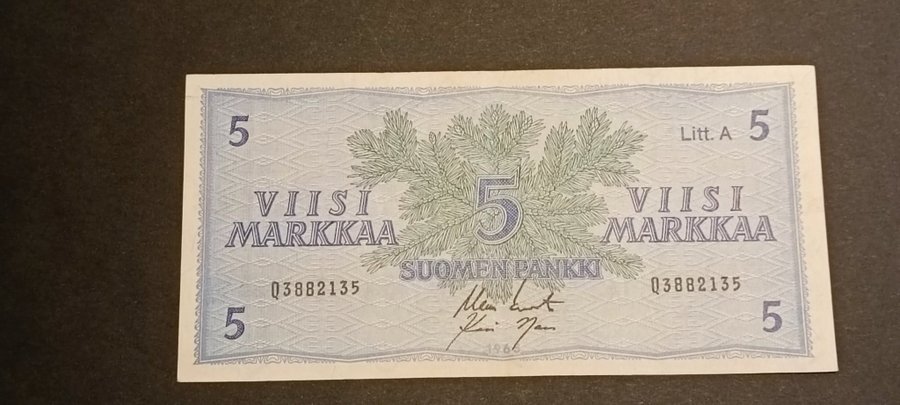 5
Litt. A 5
VIISI
MARKKAA
5
VIISI
MARKKAA
SUOMEN PANKKI
Q3882135
Q3882135
5
5